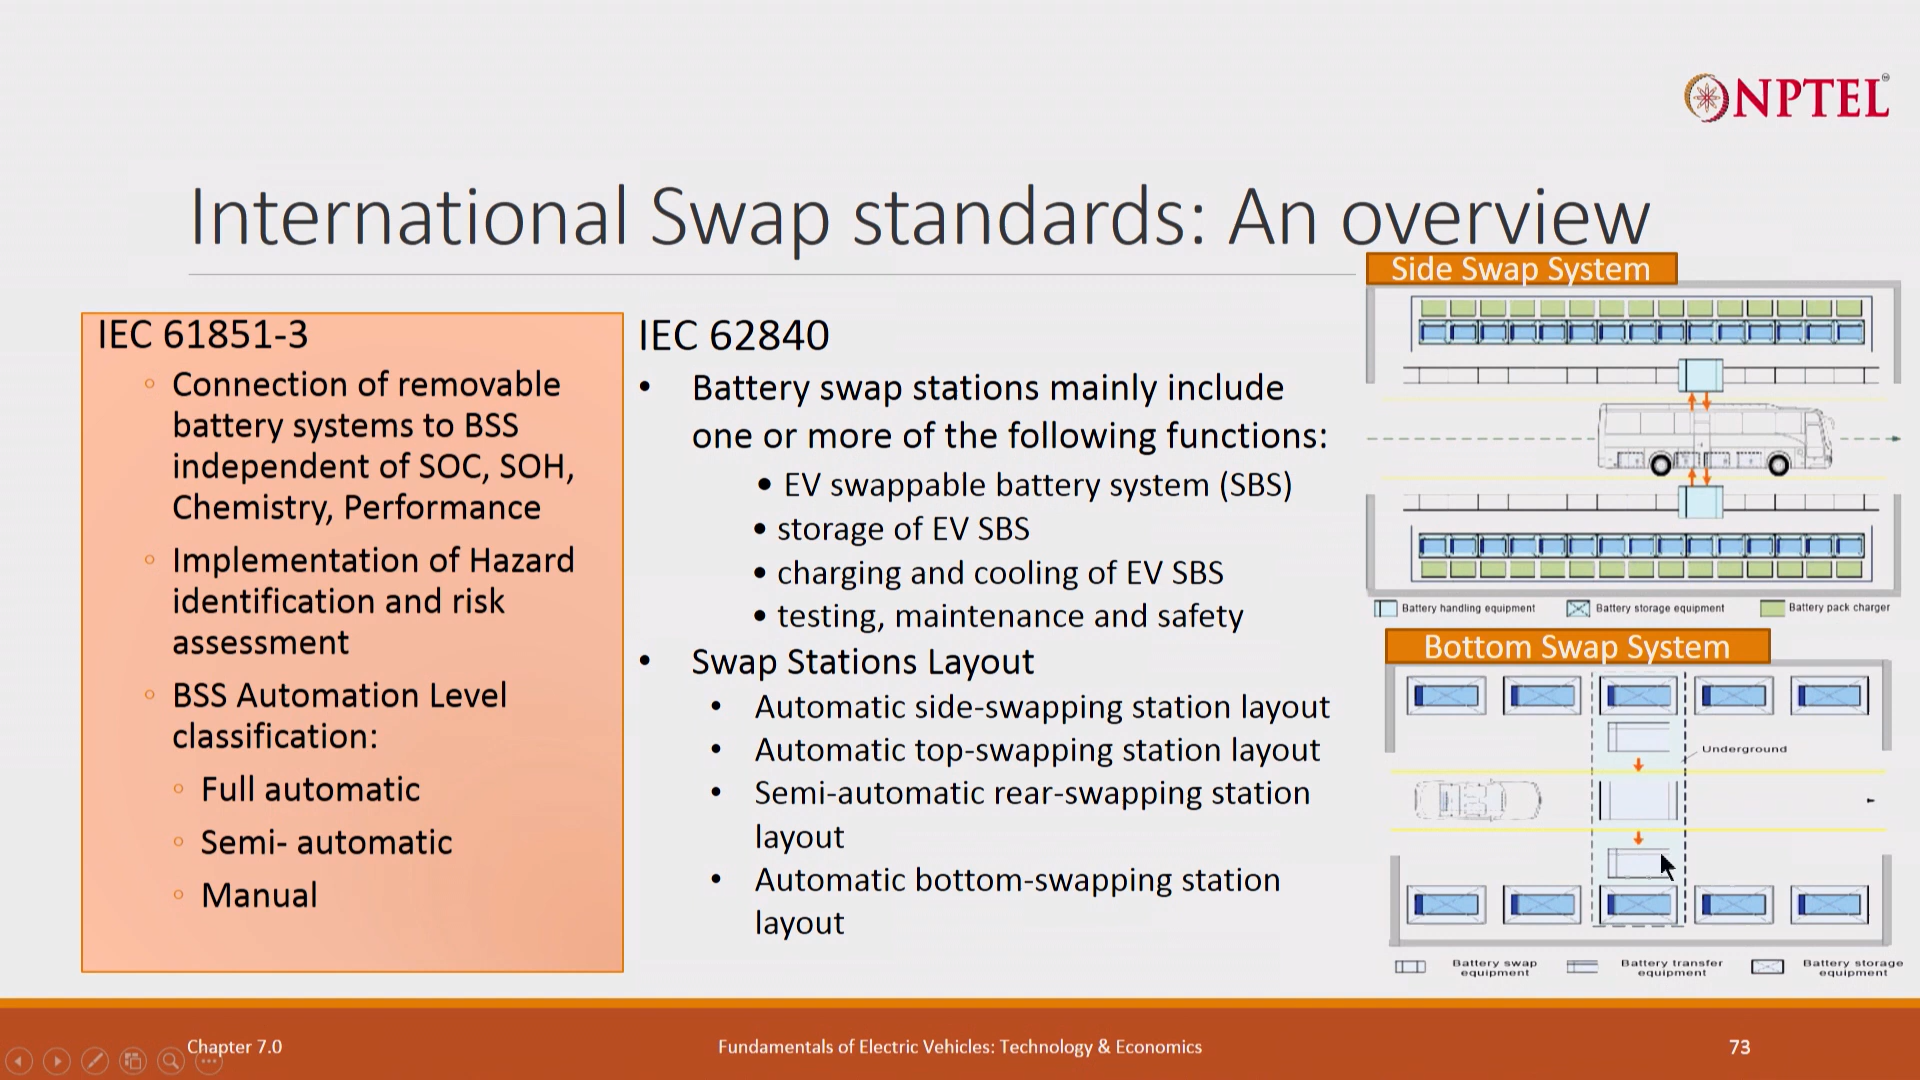 NPTEL
International Swap standards: An overview
IEC 61851-3
Connection of removable
battery systems to BSS
independent of SOC, SOH,
Chemistry, Performance
Implementation of Hazard
identification and risk
assessment
BSS Automation Level
classification:
Full automatic
Semi- automatic
Manual
IEC 62840
• Battery swap stations mainly include
one or more of the following functions:
• EV swappable battery system (SBS)
• storage of EV SBS
• charging and cooling of EV SBS
• testing, maintenance and safety
• Swap Stations Layout
• Automatic side-swapping station layout
• Automatic top-swapping station layout
• Semi-automatic rear-swapping station
layout
• Automatic bottom-swapping station
layout
Side Swap System
Battery handling equipment
Battery storage equipment
Battery pack charger
Bottom Swap System
Underground
Battery swap
equipment
Battery transfer
equipment
Battery storage
equipment
Chapter 7.0
Fundamentals of Electric Vehicles: Technology & Economics
73